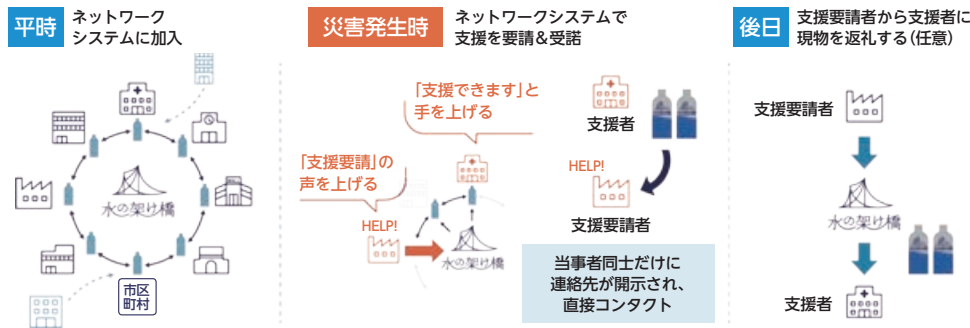 平時
ネットワーク
システムに加入
水の架け橋
市区
町村
災害発生時
ネットワークシステムで
支援を要請&受諾
「支援できます」と
手を上げる
「支援要請」の
声を上げる
HELP!
水の架け橋
支援者
HELP!
支援要請者
当事者同士だけに
連絡先が開示され、
直接コンタクト
後日
支援要請者から支援者に
現物を返礼する(任意)
支援要請者
水の架け橋
支援者